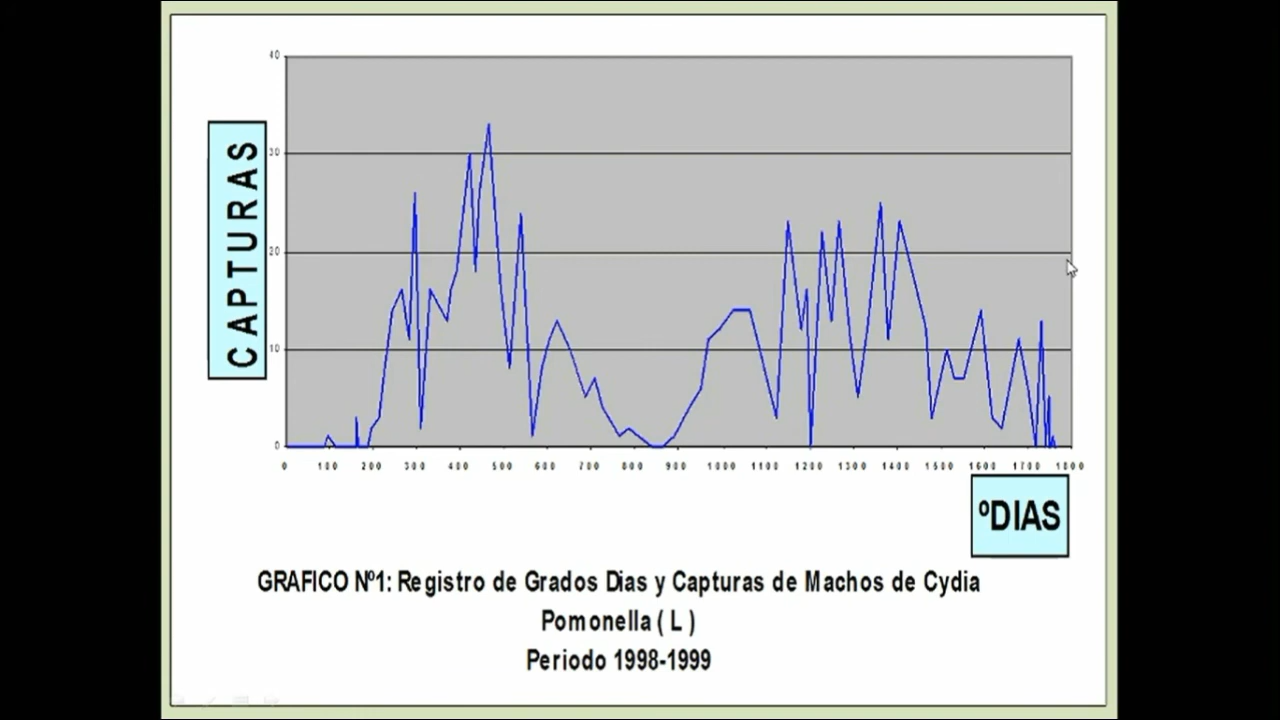 40
30
20
10
0
CAPTURAS
0 100 200 300 400 500 600 700 800 900 1000 1100 1200 1300 1400 1500 1600 1700 1800
ºDIAS
GRAFICO Nº1: Registro de Grados Dias y Capturas de Machos de Cydia
Pomonella ( L )
Periodo 1998-1999